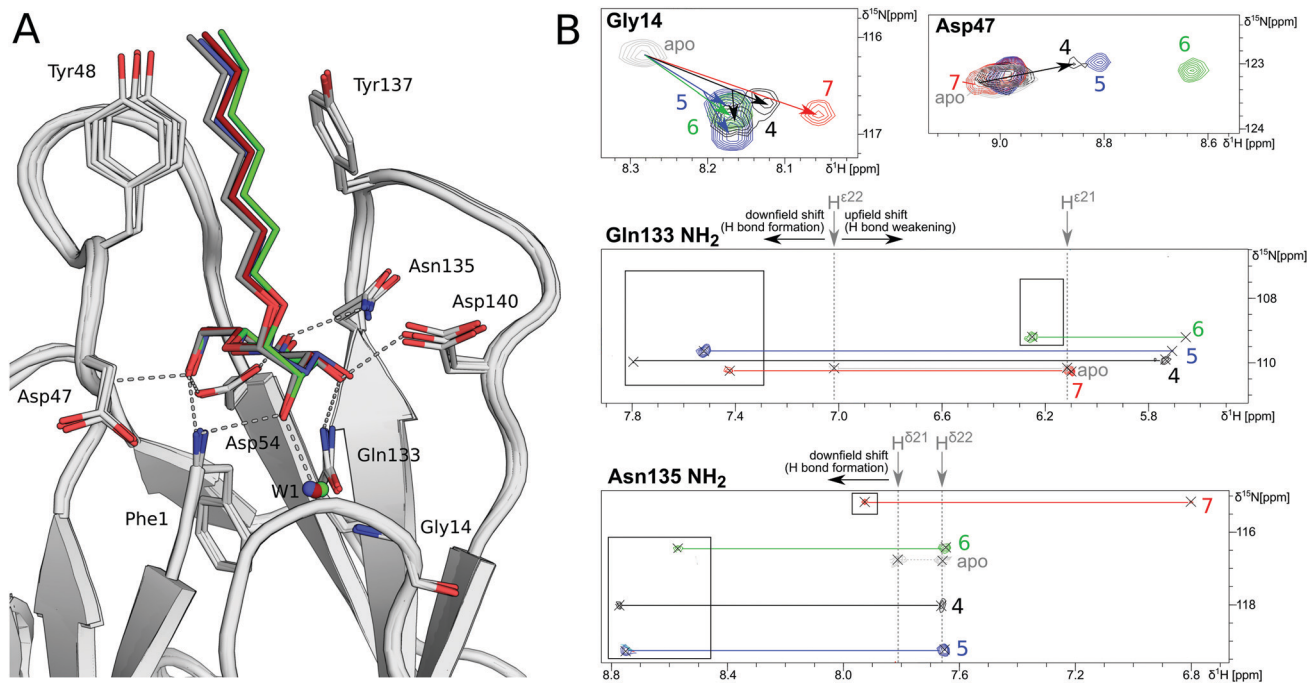 A
Tyr48
Tyr137
Asn135
Asp140
Asp47
Asp54
Gln133
W1
Phe1
Gly14
B
Gly14
apo
5
6
4
7
δ¹⁵N[ppm]
116
117
8.3
8.2
8.1
δ¹H [ppm]
Asp47
4
5
6
7
apo
δ¹⁵N[ppm]
123
124
9.0
8.8
8.6
δ¹H [ppm]
Gln133 NH₂
downfield shift
(H bond formation)
upfield shift
(H bond weakening)
Hᵋ²²
Hᵋ²¹
δ¹⁵N[ppm]
108
110
6
5
4
apo
7
7.8
7.4
7.0
6.6
6.2
5.8
δ¹H [ppm]
Asn135 NH₂
downfield shift
(H bond formation)
H^δ21
H^δ22
δ¹⁵N[ppm]
116
118
7
6
apo
4
5
8.8
8.4
8.0
7.6
7.2
6.8
δ¹H [ppm]